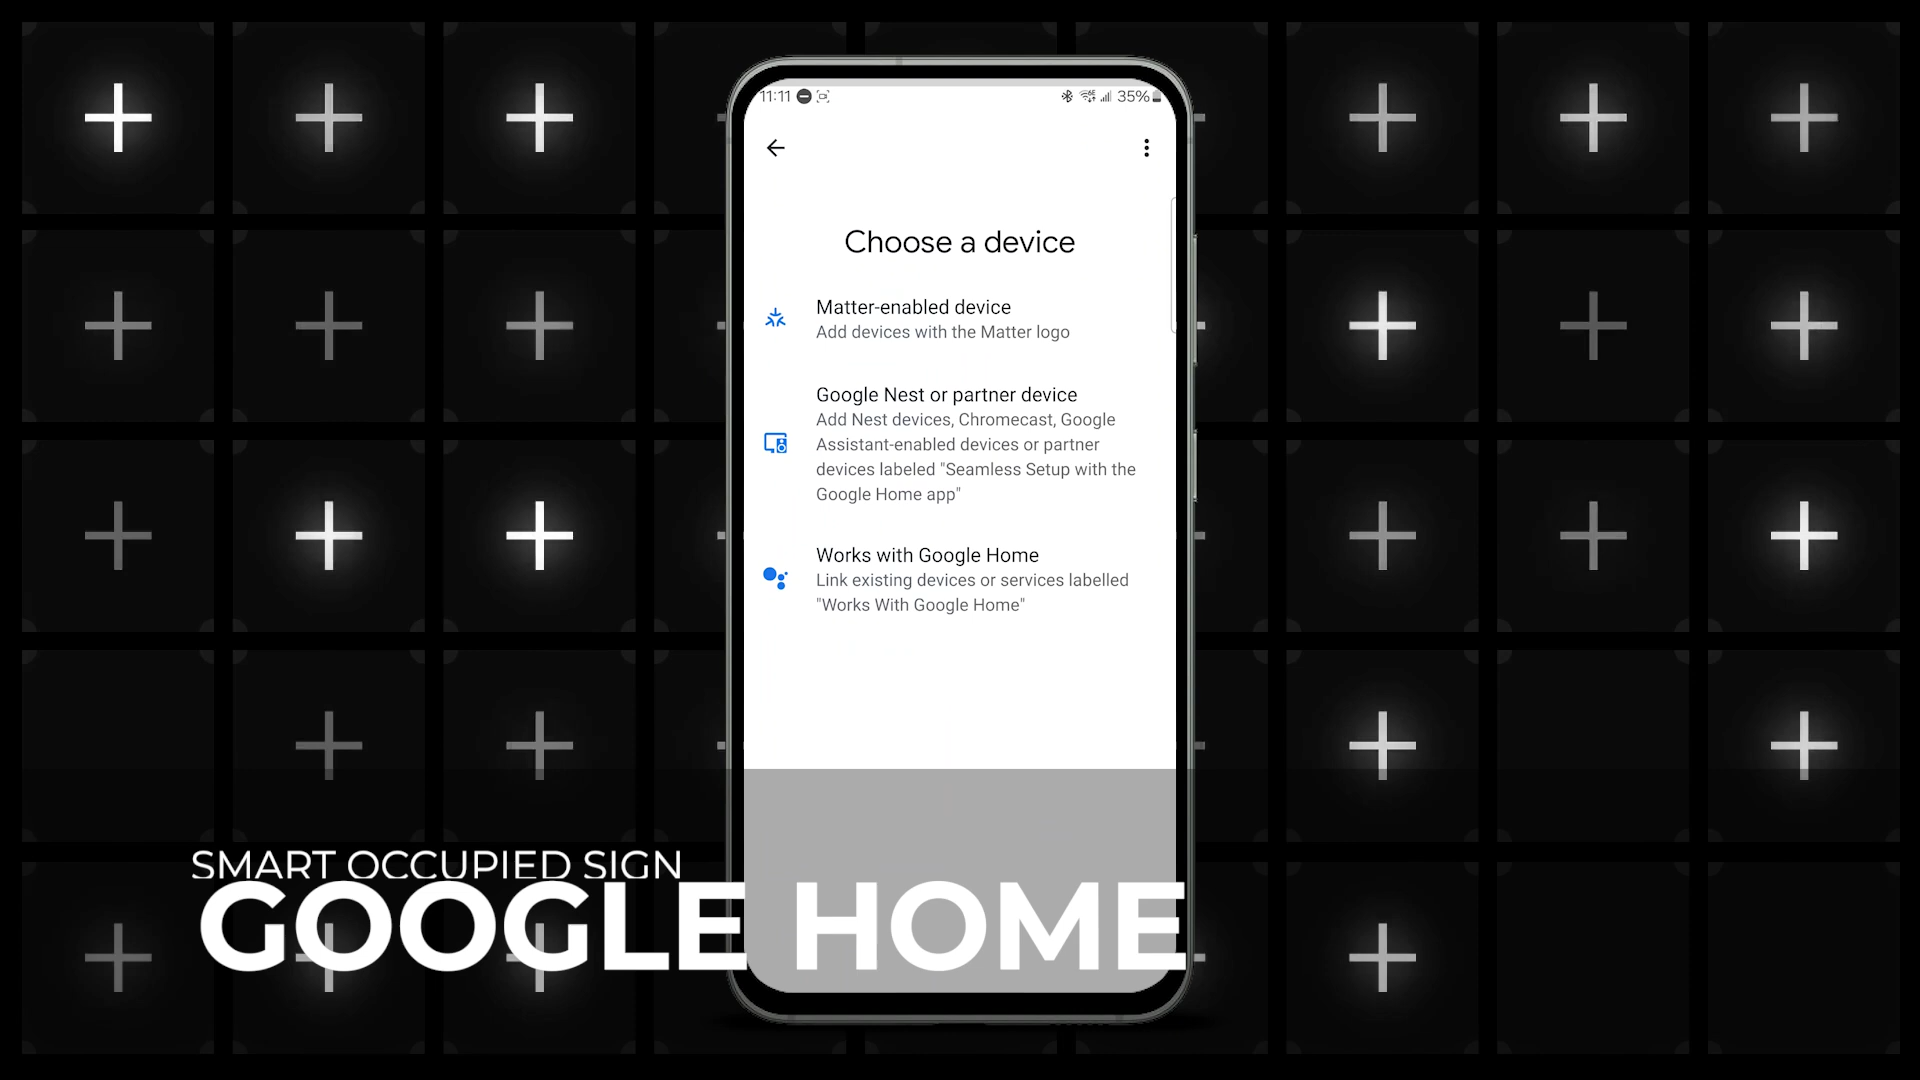 11:11
35%
Choose a device
Matter-enabled device
Add devices with the Matter logo
Google Nest or partner device
Add Nest devices, Chromecast, Google
Assistant-enabled devices or partner
devices labeled "Seamless Setup with the
Google Home app"
Works with Google Home
Link existing devices or services labelled
"Works With Google Home"
SMART OCCUPIED SIGN
GOOGLE HOME